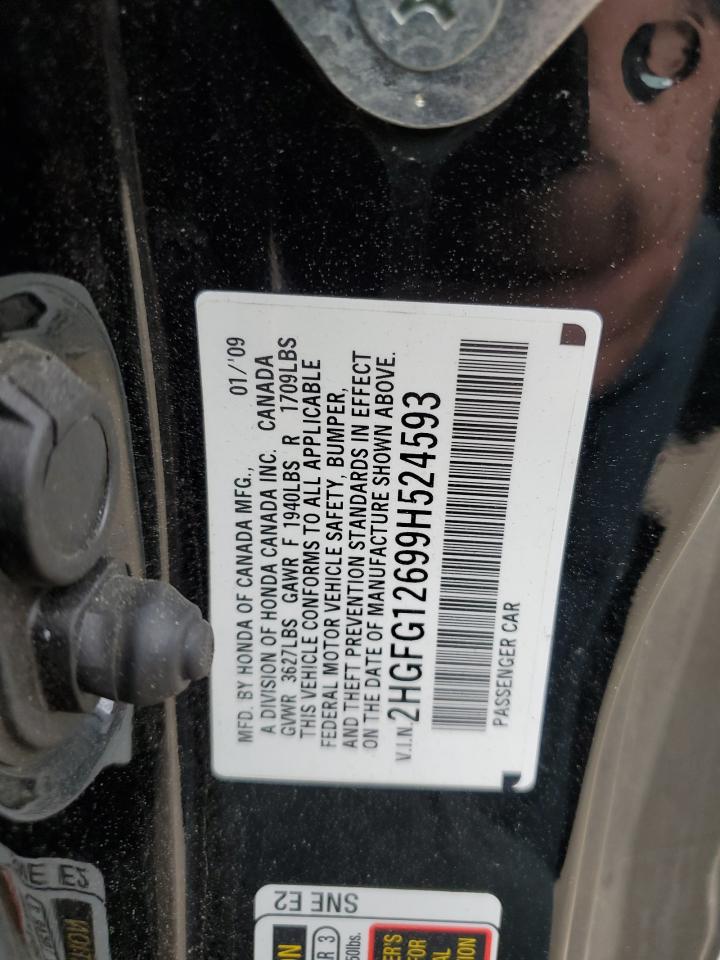 MFD. BY HONDA OF CANADA MFG., 01/'09
A DIVISION OF HONDA CANADA INC. CANADA
GVWR 3627LBS GAWR F 1940LBS R 1709LBS
THIS VEHICLE CONFORMS TO ALL APPLICABLE
FEDERAL MOTOR VEHICLE SAFETY, BUMPER,
AND THEFT PREVENTION STANDARDS IN EFFECT
ON THE DATE OF MANUFACTURE SHOWN ABOVE.
V.I.N. 2HGFG12699H524593
PASSENGER CAR
SNE E2